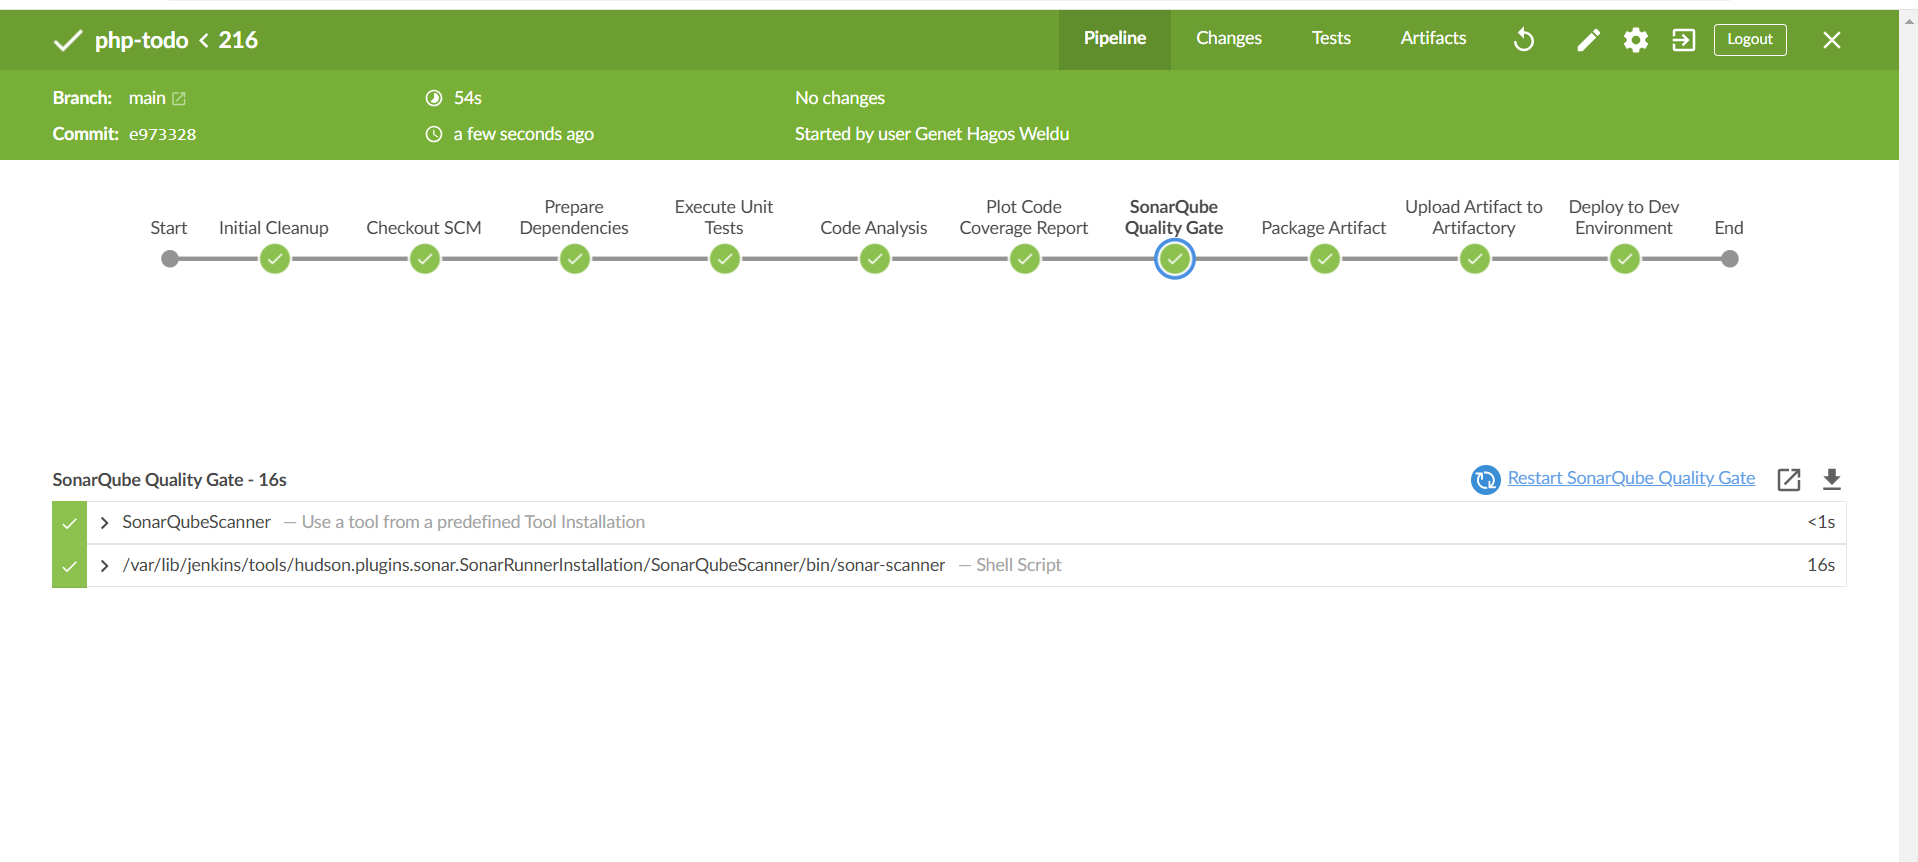 php-todo < 216
Pipeline
Changes
Tests
Artifacts
Logout
Branch: main
54s
No changes
Commit: e973328
a few seconds ago
Started by user Genet Hagos Weldu
Start
Initial Cleanup
Checkout SCM
Prepare
Dependencies
Execute Unit
Tests
Code Analysis
Plot Code
Coverage Report
SonarQube
Quality Gate
Package Artifact
Upload Artifact to
Artifactory
Deploy to Dev
Environment
End
SonarQube Quality Gate - 16s
Restart SonarQube Quality Gate
SonarQubeScanner — Use a tool from a predefined Tool Installation
<1s
/var/lib/jenkins/tools/hudson.plugins.sonar.SonarRunnerInstallation/SonarQubeScanner/bin/sonar-scanner — Shell Script
16s